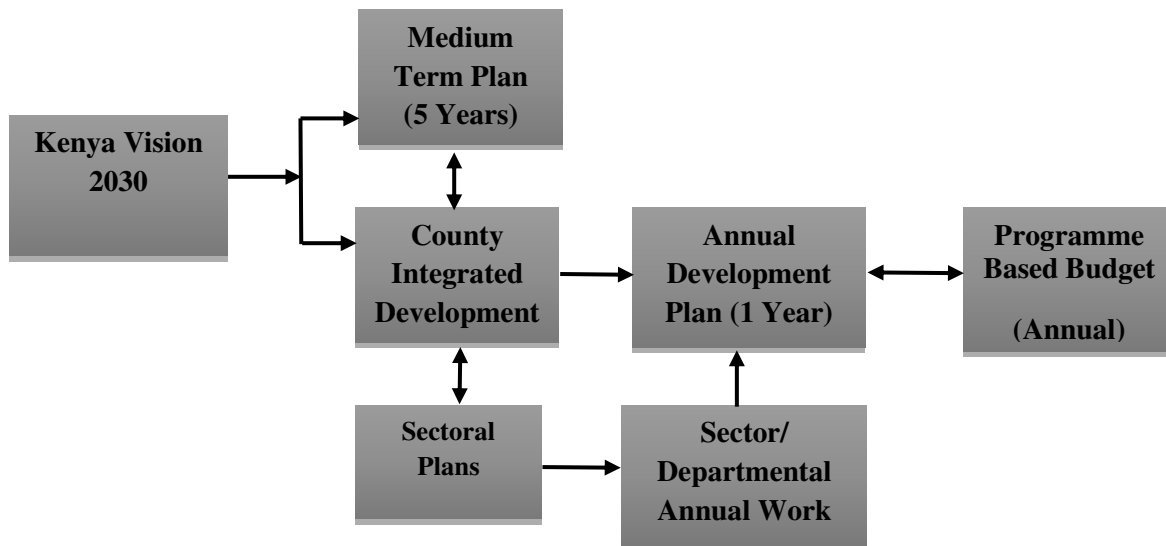 Medium
Term Plan
(5 Years)
Kenya Vision
2030
County
Integrated
Development
Annual
Development
Plan (1 Year)
Programme
Based Budget
(Annual)
Sectoral
Plans
Sector/
Departmental
Annual Work